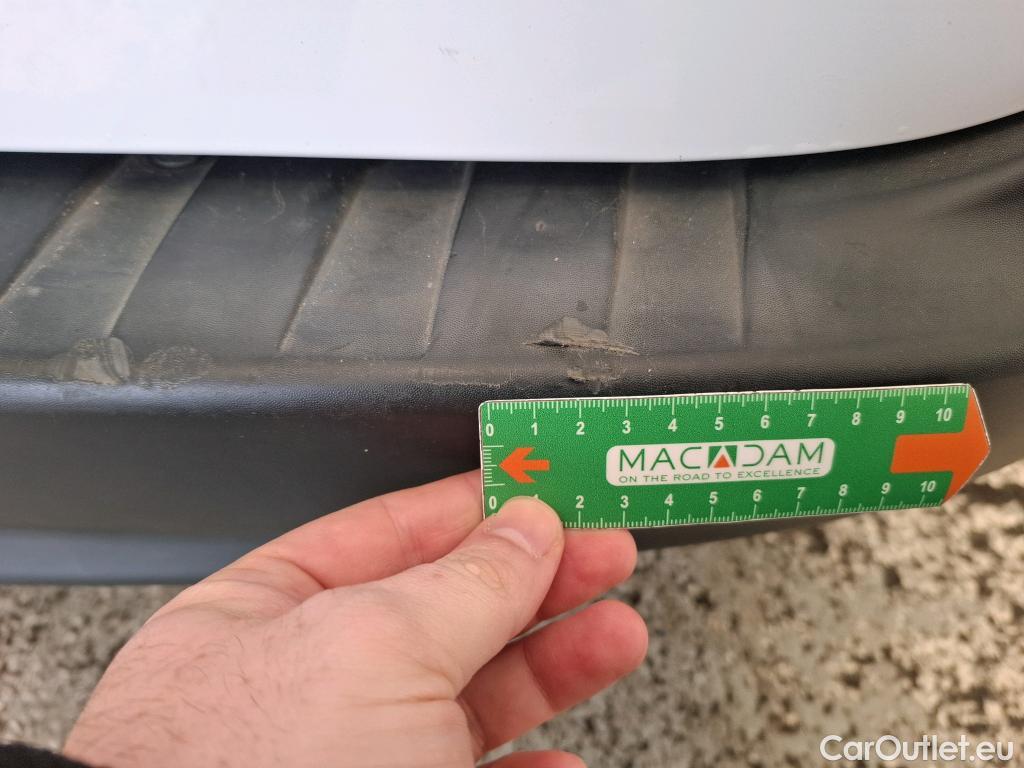 0 1 2 3 4 5 6 7 8 9 10
MACADAM
ON THE ROAD TO EXCELLENCE
0 1 2 3 4 5 6 7 8 9 10
CarOutlet.eu